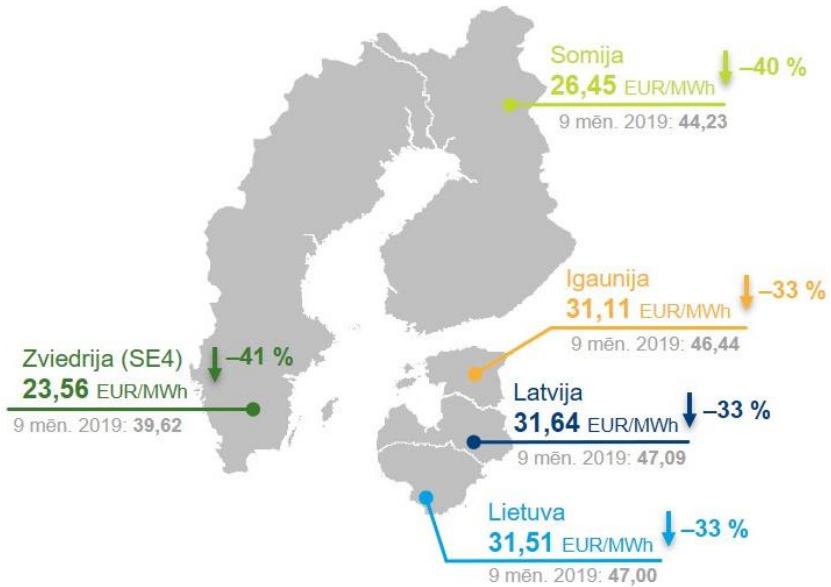 Somija
26,45 EUR/MWh
–40 %
9 mēn. 2019: 44,23
Igaunija
31,11 EUR/MWh
–33 %
9 mēn. 2019: 46,44
Zviedrija (SE4)
–41 %
23,56 EUR/MWh
9 mēn. 2019: 39,62
Latvija
31,64 EUR/MWh
–33 %
9 mēn. 2019: 47,09
Lietuva
31,51 EUR/MWh
–33 %
9 mēn. 2019: 47,00